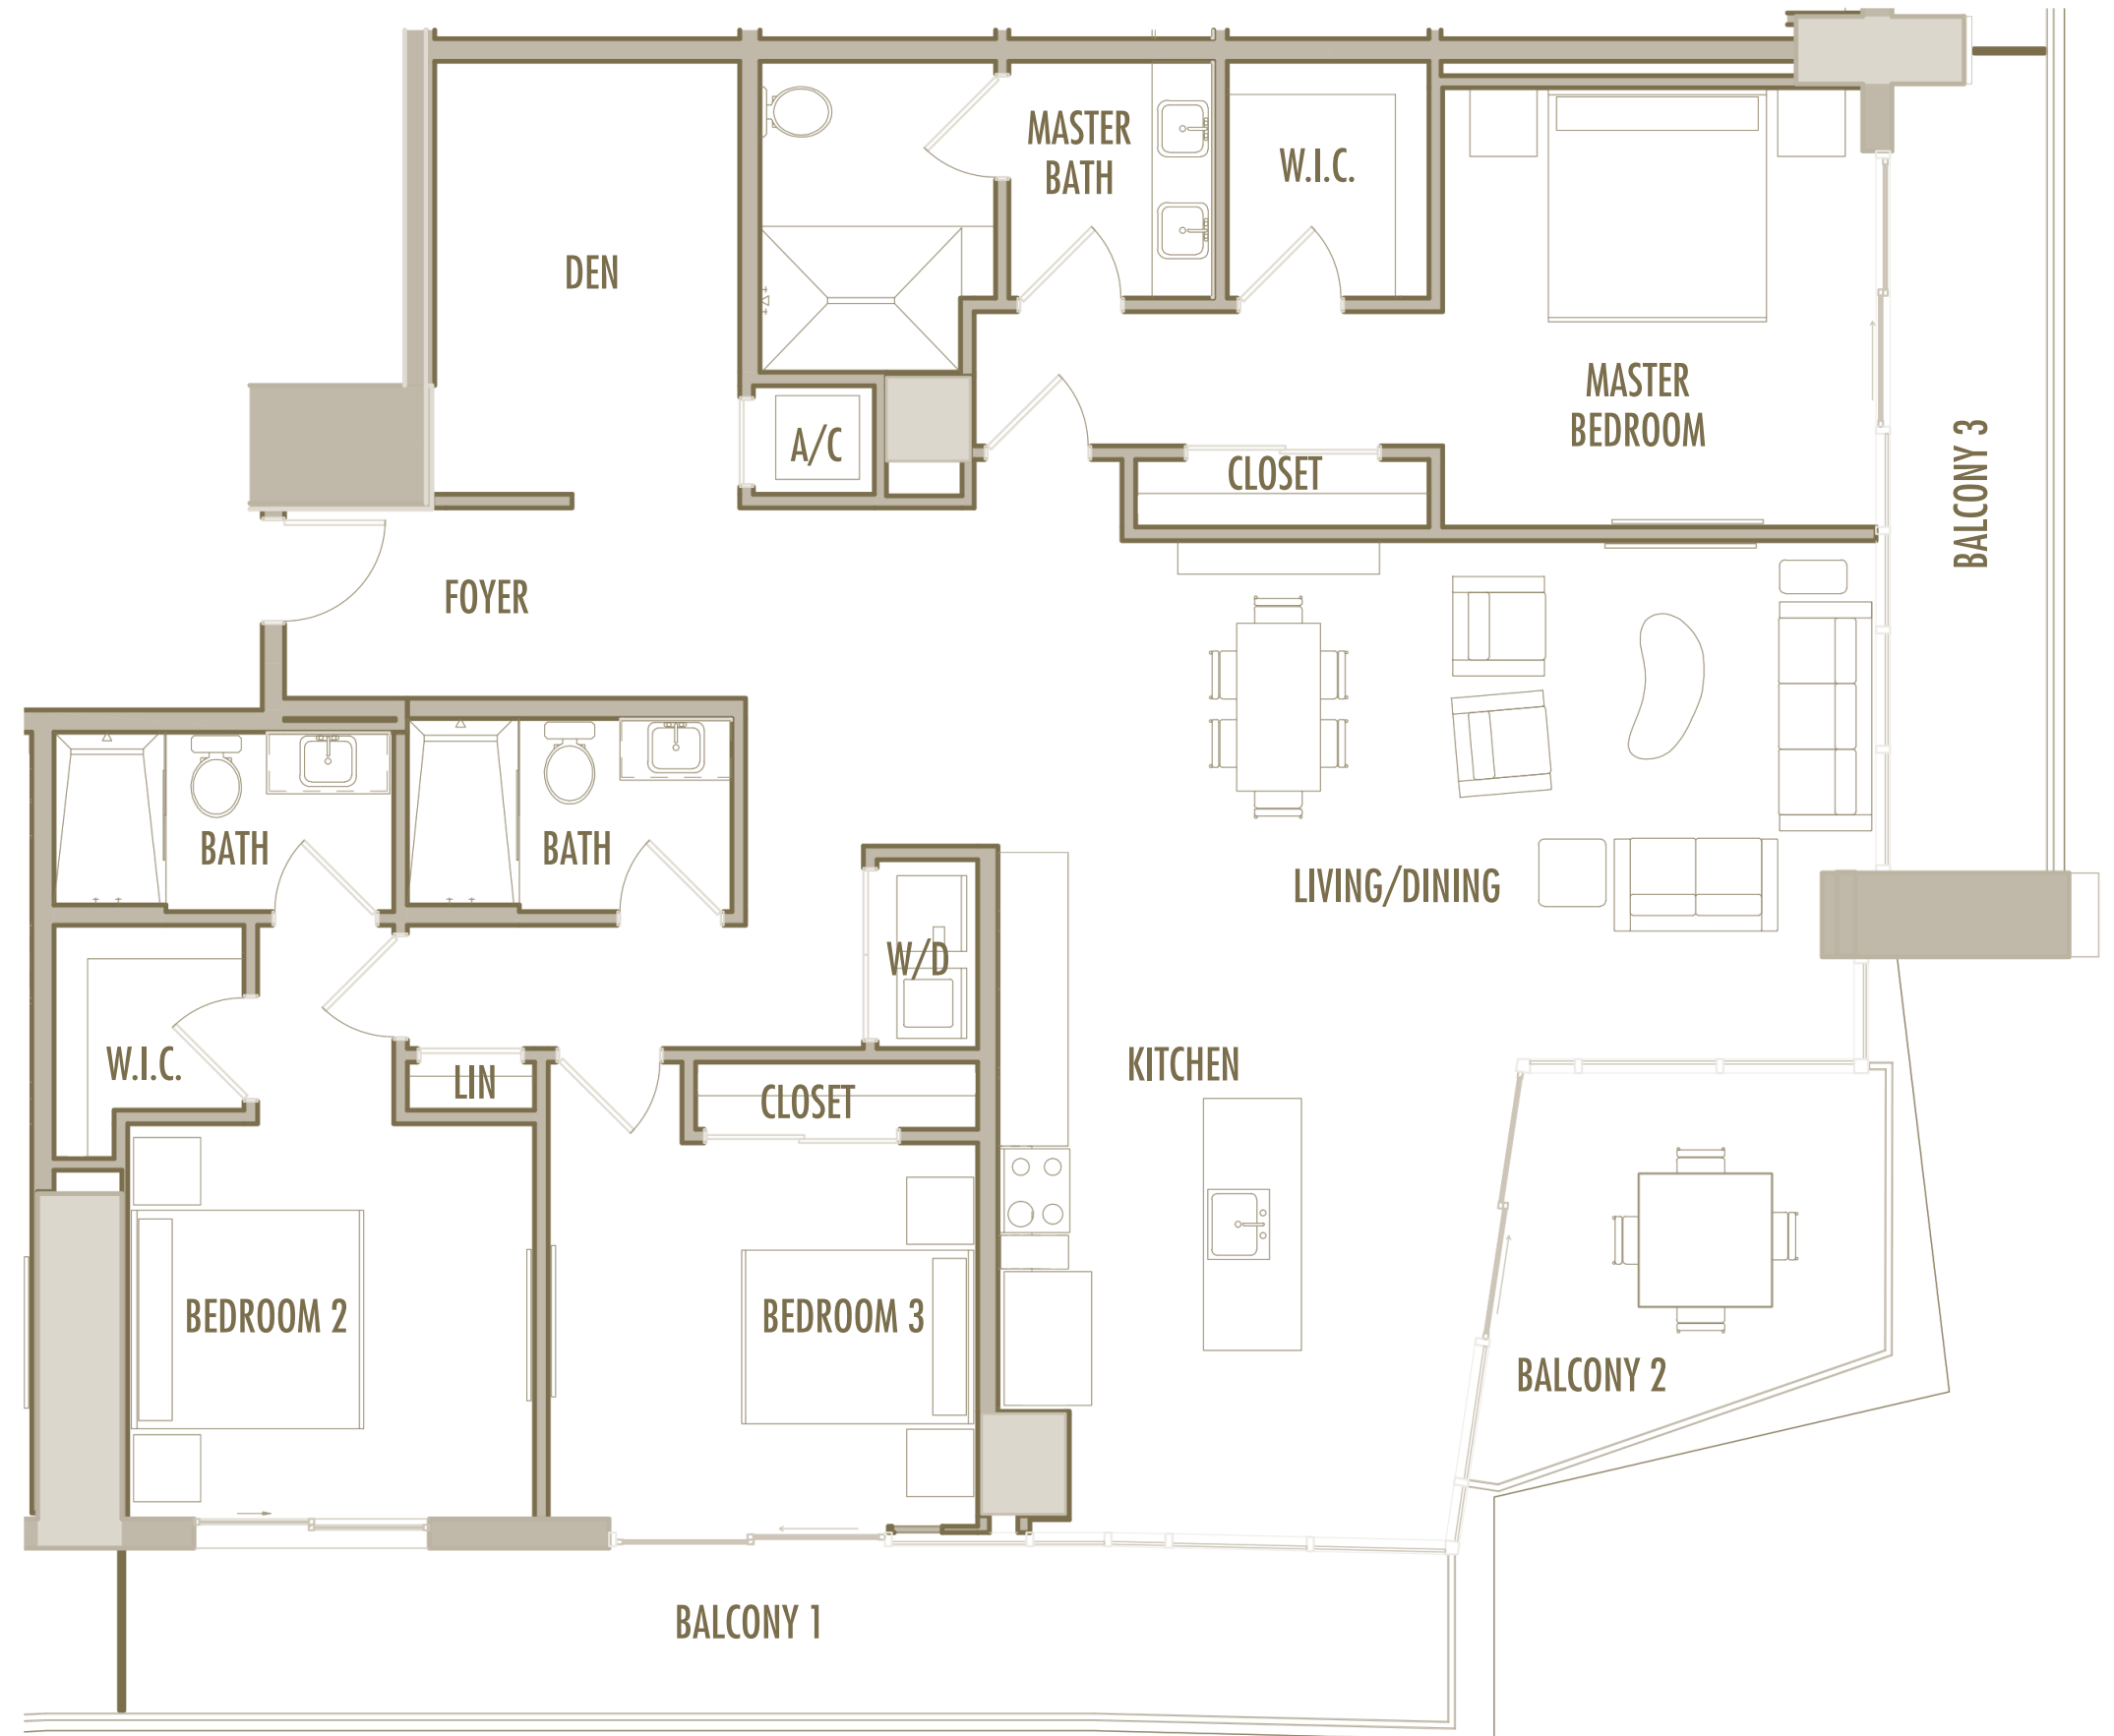 MASTER
BATH
W.I.C.
DEN
MASTER
BEDROOM
A/C
CLOSET
BALCONY 3
FOYER
BATH
BATH
LIVING/DINING
W/D
W.I.C.
LIN
CLOSET
KITCHEN
BEDROOM 2
BEDROOM 3
BALCONY 2
BALCONY 1